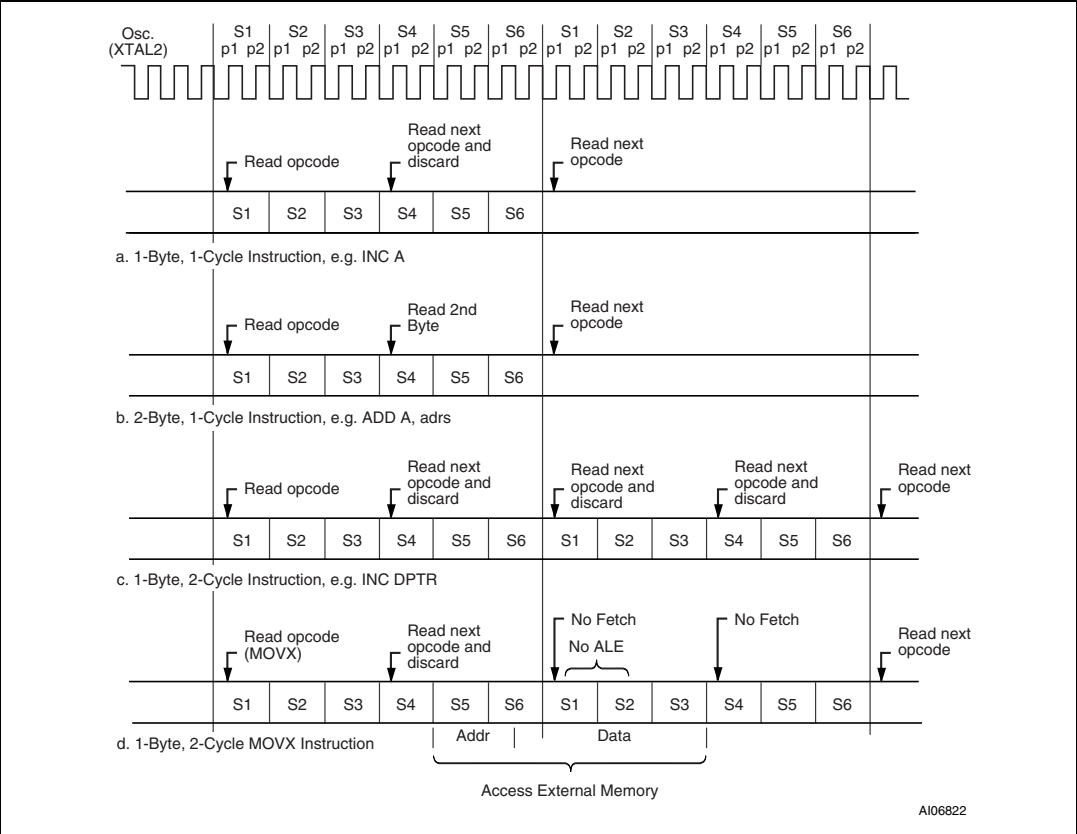 Osc. S1 S2 S3 S4 S5 S6 S1 S2 S3 S4 S5 S6
(XTAL2) p1 p2 p1 p2 p1 p2 p1 p2 p1 p2 p1 p2 p1 p2 p1 p2 p1 p2 p1 p2 p1 p2 p1 p2
Read opcode
Read next
opcode and
discard
Read next
opcode
S1 S2 S3 S4 S5 S6
a. 1-Byte, 1-Cycle Instruction, e.g. INC A
Read opcode
Read 2nd
Byte
Read next
opcode
S1 S2 S3 S4 S5 S6
b. 2-Byte, 1-Cycle Instruction, e.g. ADD A, adrs
Read opcode
Read next
opcode and
discard
Read next
opcode and
discard
Read next
opcode and
discard
Read next
opcode
S1 S2 S3 S4 S5 S6 S1 S2 S3 S4 S5 S6
c. 1-Byte, 2-Cycle Instruction, e.g. INC DPTR
Read opcode
(MOVX)
Read next
opcode and
discard
No Fetch
No ALE
No Fetch
Read next
opcode
S1 S2 S3 S4 S5 S6 S1 S2 S3 S4 S5 S6
d. 1-Byte, 2-Cycle MOVX Instruction
Addr Data
Access External Memory
AI06822